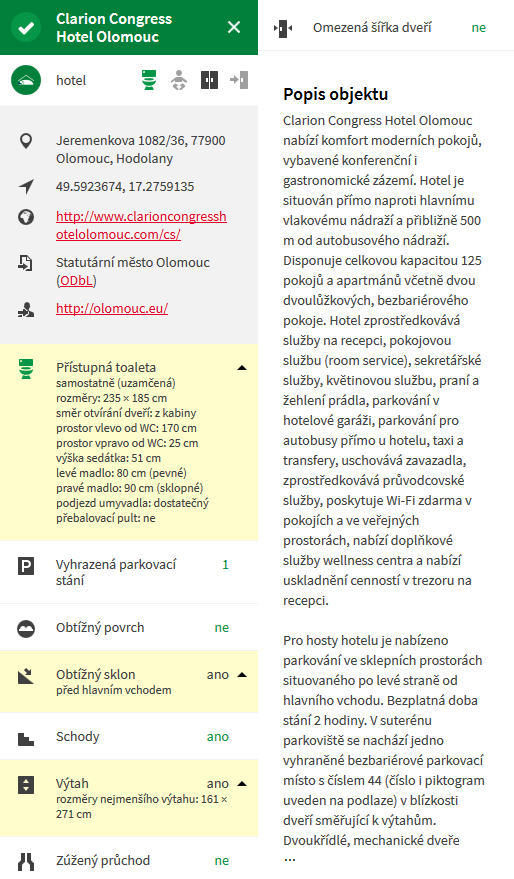 Clarion Congress
Hotel Olomouc
hotel
Jeremenkova 1082/36, 77900
Olomouc, Hodolany
49.5923674, 17.2759135
http://www.clarioncongressh
otelolomouc.com/cs/
Statutární město Olomouc
(ODbL)
http://olomouc.eu/
Přístupná toaleta
samostatně (uzamčená)
rozměry: 235 × 185 cm
směr otvírání dveří: z kabiny
prostor vlevo od WC: 170 cm
prostor vpravo od WC: 25 cm
výška sedátka: 51 cm
levé madlo: 80 cm (pevné)
pravé madlo: 90 cm (sklopné)
podjezd umyvadla: dostatečný
přebalovací pult: ne
P
Vyhrazená parkovací 1
stání
Obtížný povrch ne
Obtížný sklon ano
před hlavním vchodem
Schody ano
Výtah ano
rozměry nejmenšího výtahu: 161 ×
271 cm
Zúžený průchod ne
Omezená šířka dveří ne
Popis objektu
Clarion Congress Hotel Olomouc
nabízí komfort moderních pokojů,
vybavené konferenční i
gastronomické zázemí. Hotel je
situován přímo naproti hlavnímu
vlakovému nádraží a přibližně 500
m od autobusového nádraží.
Disponuje celkovou kapacitou 125
pokojů a apartmánů včetně dvou
dvoulůžkových, bezbariérového
pokoje. Hotel zprostředkovává
služby na recepci, pokojovou
službu (room service), sekretářské
služby, květinovou službu, praní a
žehlení prádla, parkování v
hotelové garáži, parkování pro
autobusy přímo u hotelu, taxi a
transfery, uschovává zavazadla,
zprostředkovává průvodcovské
služby, poskytuje Wi-Fi zdarma v
pokojích a ve veřejných
prostorách, nabízí doplňkové
služby wellness centra a nabízí
uskladnění cenností v trezoru na
recepci.
Pro hosty hotelu je nabízeno
parkování ve sklepních prostorách
situovaného po levé straně od
hlavního vchodu. Bezplatná doba
stání 2 hodiny. V suterénu
parkoviště se nachází jedno
vyhraněné bezbariérové parkovací
místo s číslem 44 (číslo i piktogram
uveden na podlaze) v blízkosti
dveří směřující k výtahům.
Dvoukřídlé, mechanické dveře
...